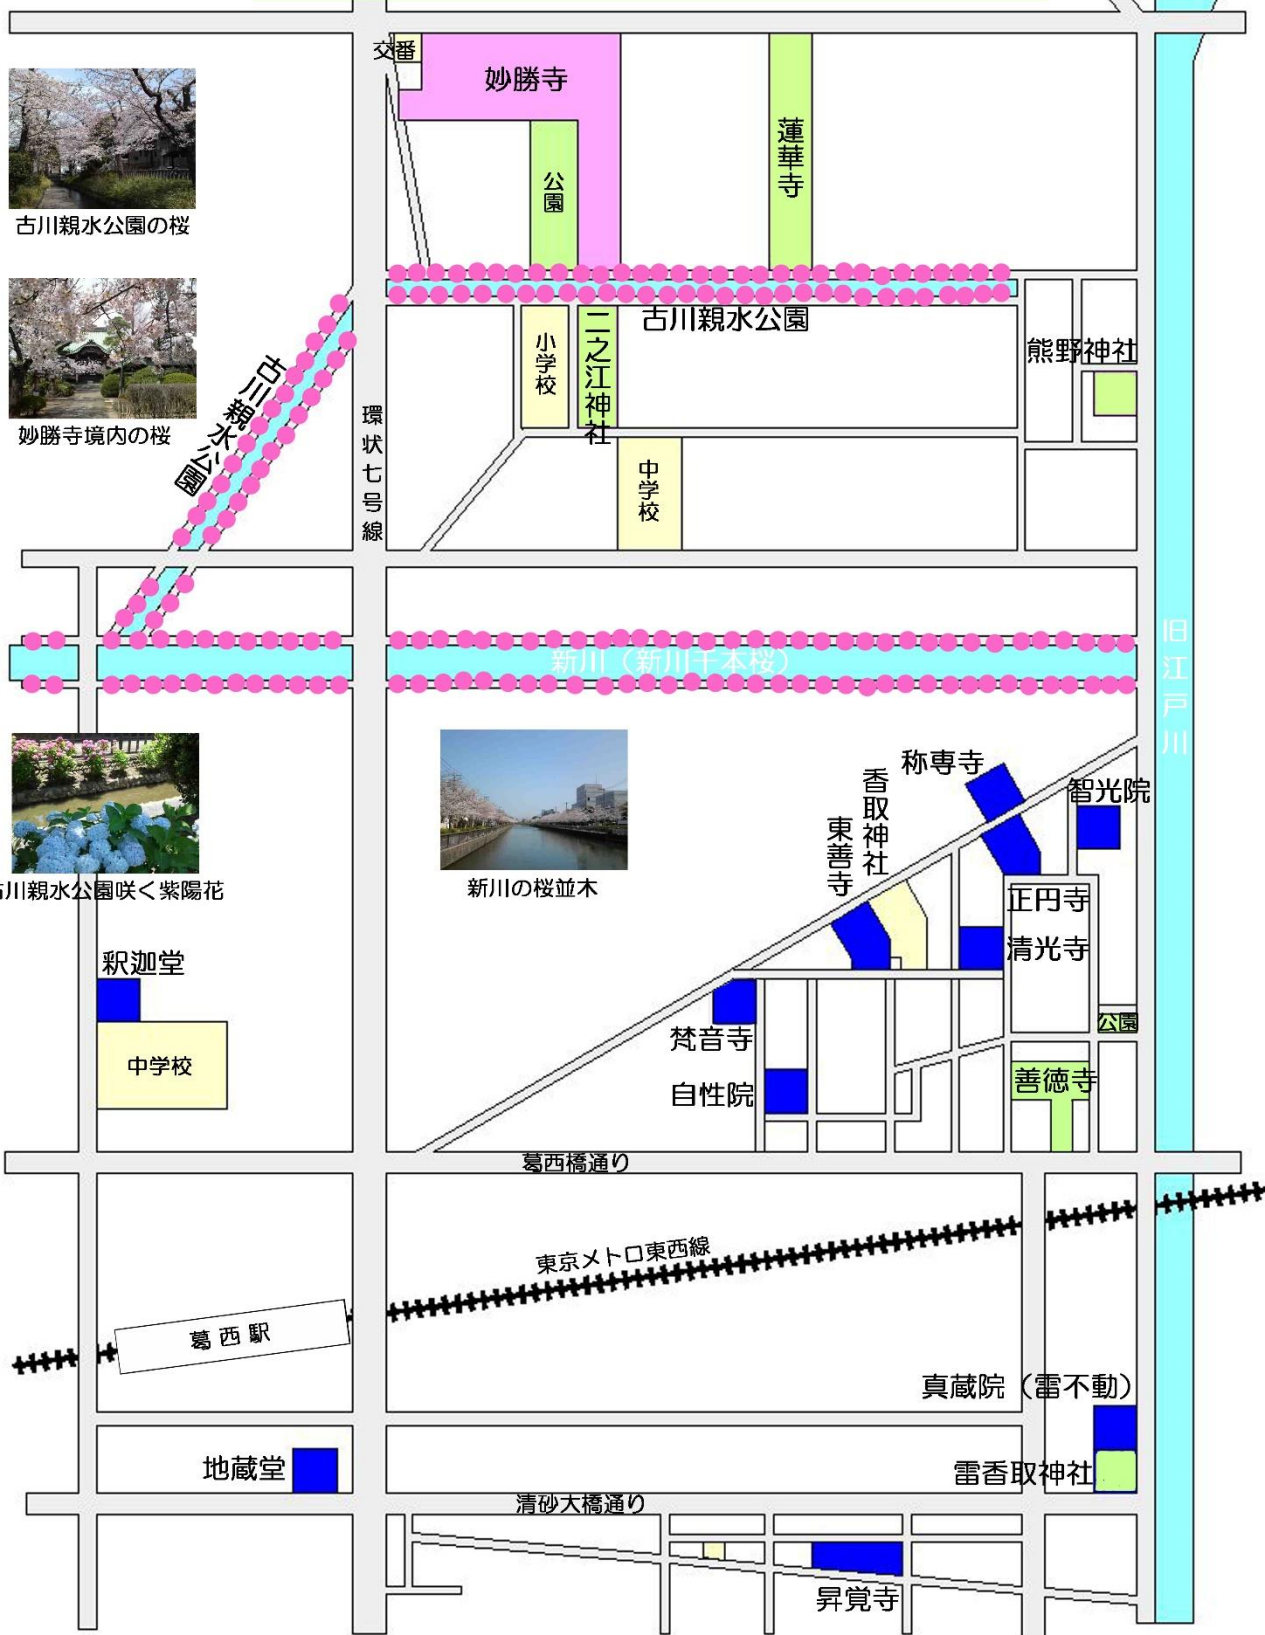 交番
妙勝寺
蓮華寺
公園
古川親水公園の桜
古川親水公園
小学校
二之江神社
熊野神社
古川親水公園
妙勝寺境内の桜
環状七号線
中学校
新川（新川千本桜）
旧江戸川
称専寺
智光院
香取神社
東善寺
川親水公園咲く紫陽花
新川の桜並木
正円寺
清光寺
釈迦堂
公園
梵音寺
中学校
善徳寺
自性院
葛西橋通り
東京メトロ東西線
葛西駅
真蔵院（雷不動）
地蔵堂
雷香取神社
清砂大橋通り
昇覚寺